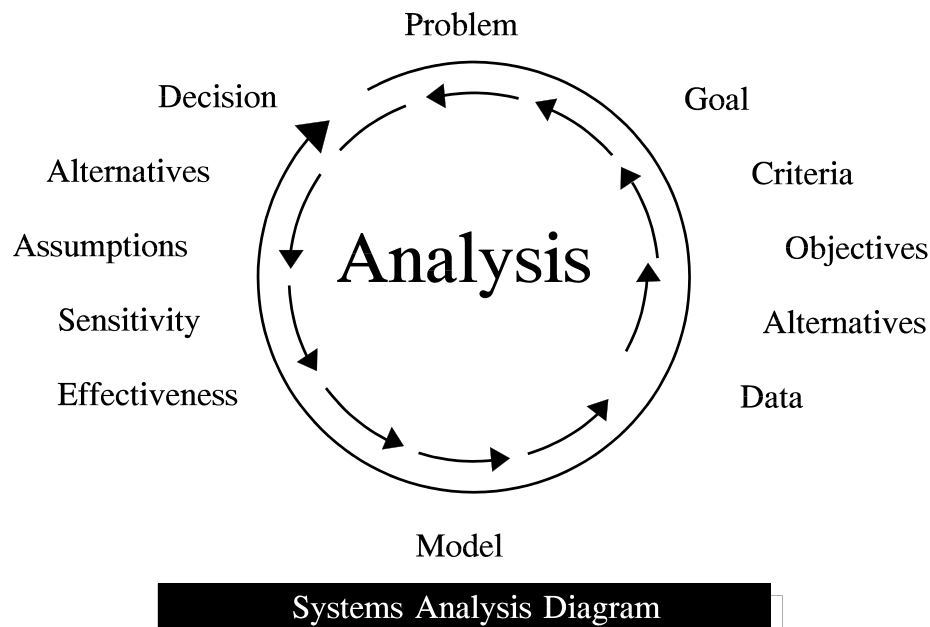 Problem
Decision
Goal
Alternatives
Criteria
Assumptions
Analysis
Objectives
Sensitivity
Alternatives
Effectiveness
Data
Model
Systems Analysis Diagram